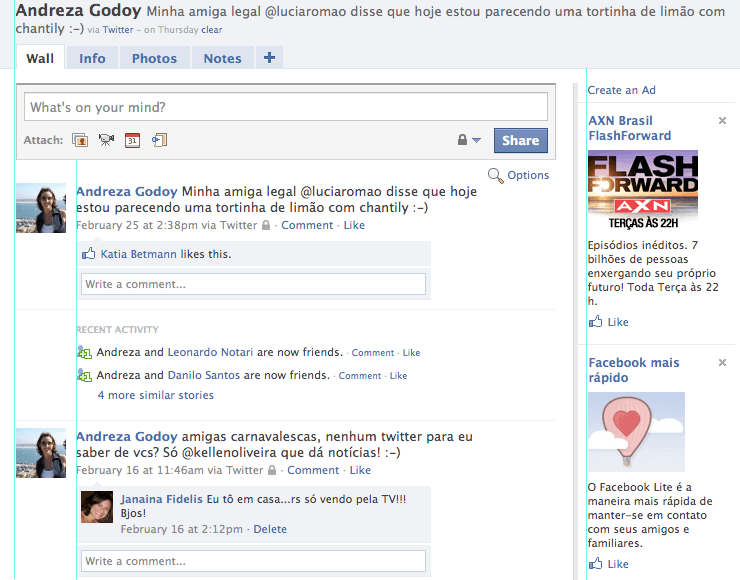 Andreza Godoy Minha amiga legal @luciaromao disse que hoje estou parecendo uma tortinha de limão com
chantily :-) via Twitter - on Thursday clear
Wall Info Photos Notes +
What's on your mind?
Attach: 31 Share
Options
Andreza Godoy Minha amiga legal @luciaromao disse que hoje
estou parecendo uma tortinha de limão com chantily :-)
February 25 at 2:38pm via Twitter · Comment · Like
Katia Betmann likes this.
Write a comment...
RECENT ACTIVITY
Andreza and Leonardo Notari are now friends. · Comment · Like
Andreza and Danilo Santos are now friends. · Comment · Like
4 more similar stories
Andreza Godoy amigas carnavalescas, nenhum twitter para eu
saber de vcs? Só @kellenoliveira que dá notícias! :-)
February 16 at 11:46am via Twitter · Comment · Like
Janaina Fidelis Eu tô em casa...rs só vendo pela TV!!!
Bjos!
February 16 at 2:12pm · Delete
Write a comment...
Create an Ad
AXN Brasil
FlashForward
FLASH
FORWARD
AXN
TERÇAS ÀS 22H
Episódios inéditos. 7
bilhões de pessoas
enxergando seu próprio
futuro! Toda Terça às 22
h.
Like
Facebook mais
rápido
O Facebook Lite é a
maneira mais rápida de
manter-se em contato
com seus amigos e
familiares.
Like